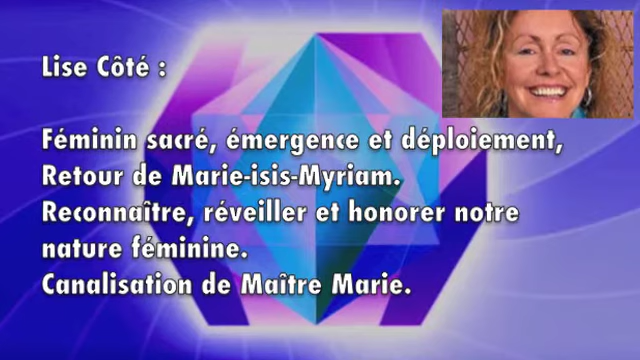 Lise Côté :
Féminin sacré, émergence et déploiement,
Retour de Marie-isis-Myriam.
Reconnaître, réveiller et honorer notre
nature féminine.
Canalisation de Maître Marie.